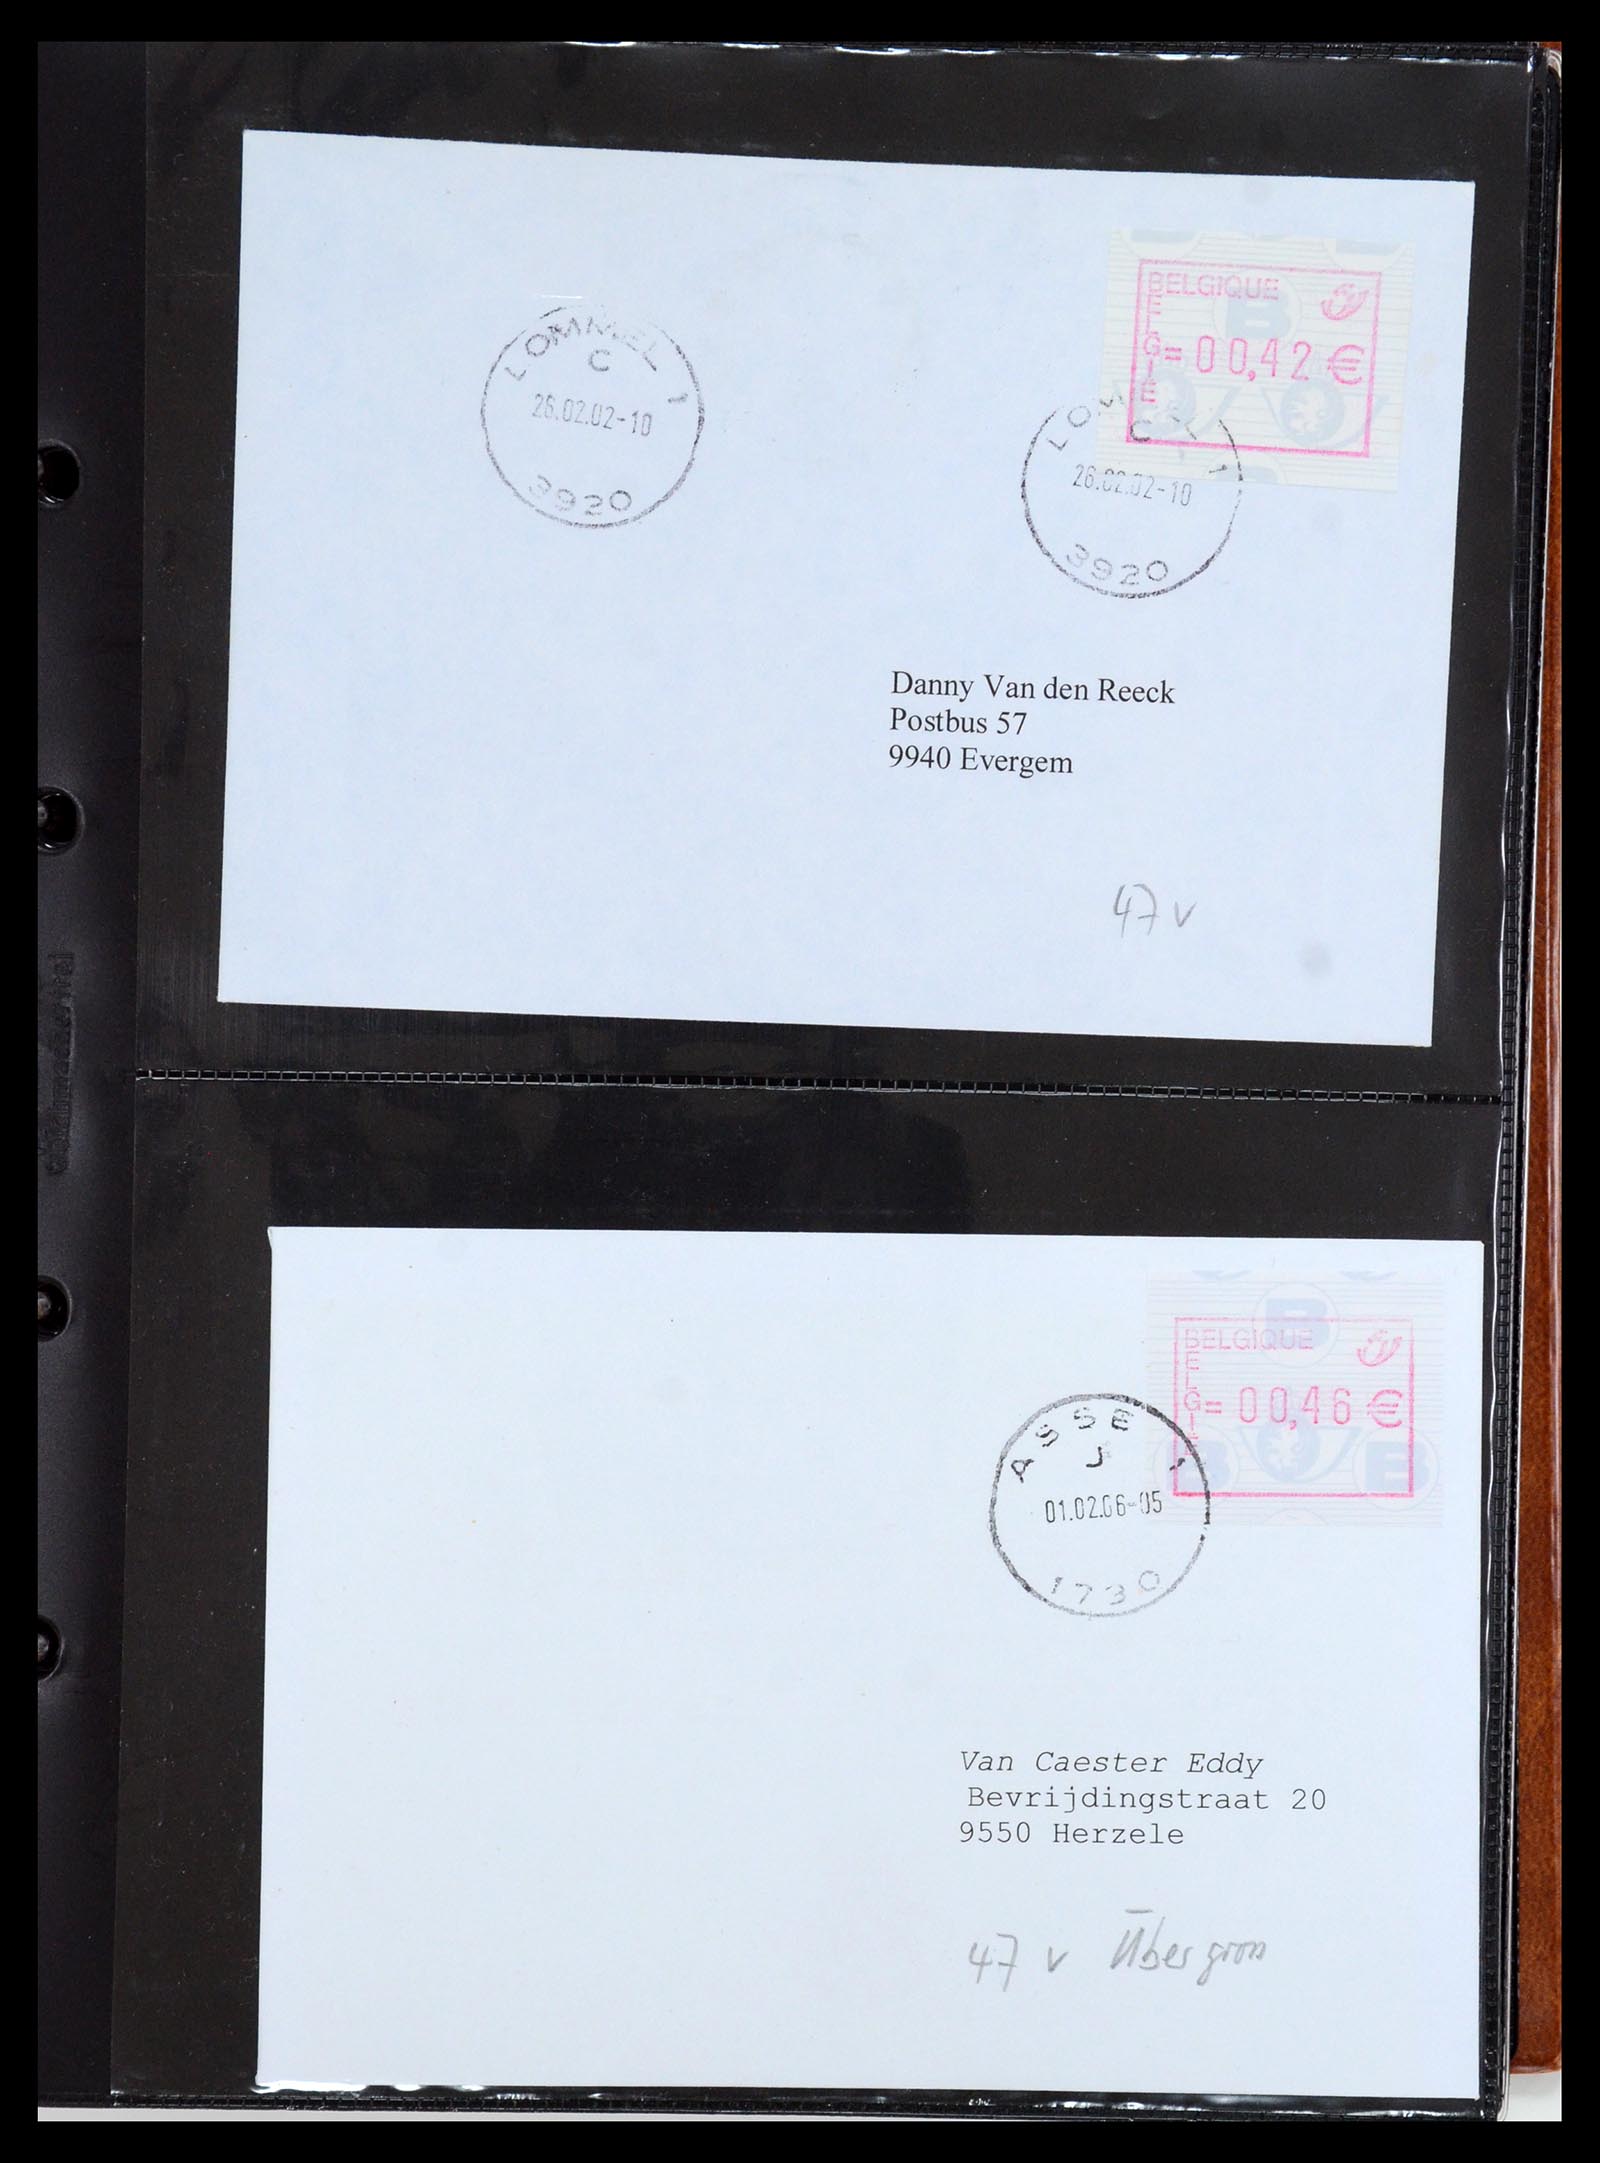 BELGIQUE
BELGIË
=00,42 €
LOMMEL 1
C
26.02.02-10
3920
C
1
26.02.02-10
3920
Danny Van den Reeck
Postbus 57
9940 Evergem
47 v
B
BELGIQUE
BELGIË
=00,46 €
B
B
ASSE 1
J
01.02.06-05
1730
Van Caester Eddy
Bevrijdingstraat 20
9550 Herzele
47 v